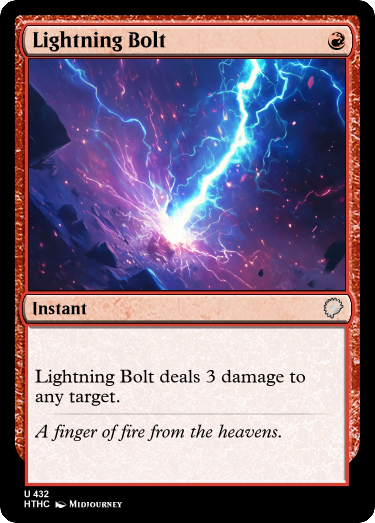 Lightning Bolt
Instant
Lightning Bolt deals 3 damage to
any target.
A finger of fire from the heavens.
U 432
HTHC Midjourney